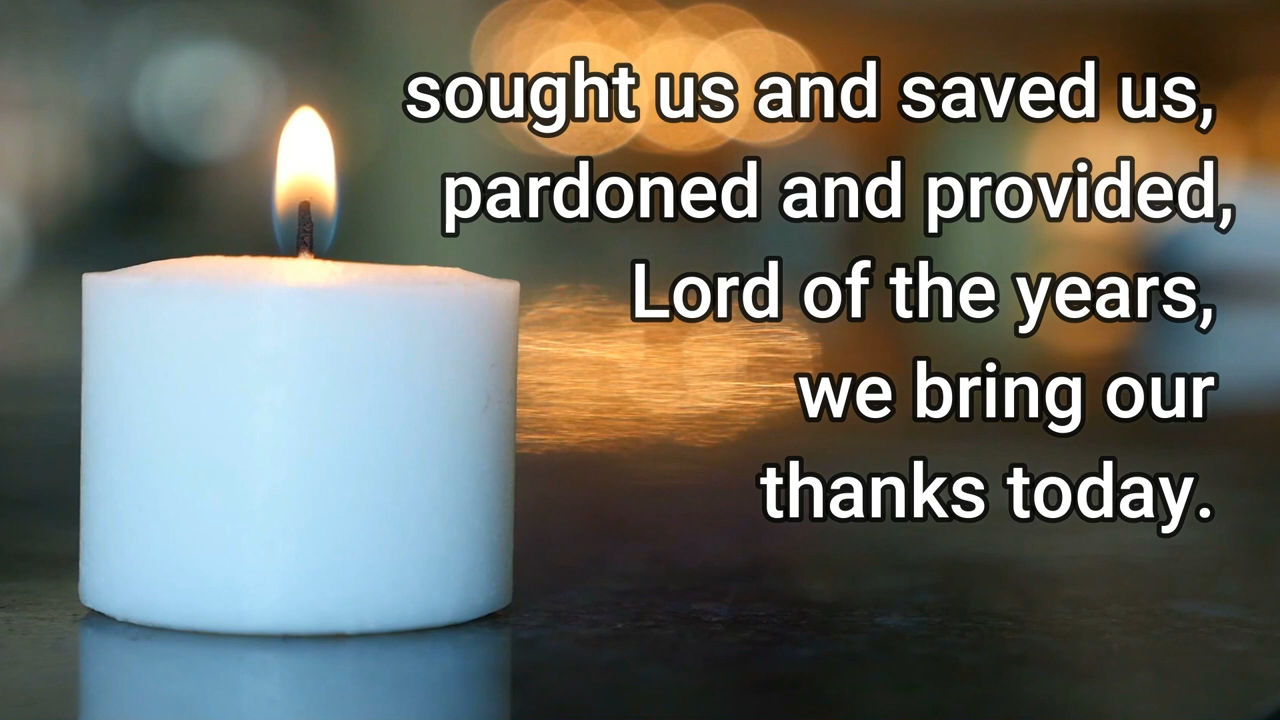 sought us and saved us,
pardoned and provided,
Lord of the years,
we bring our
thanks today.